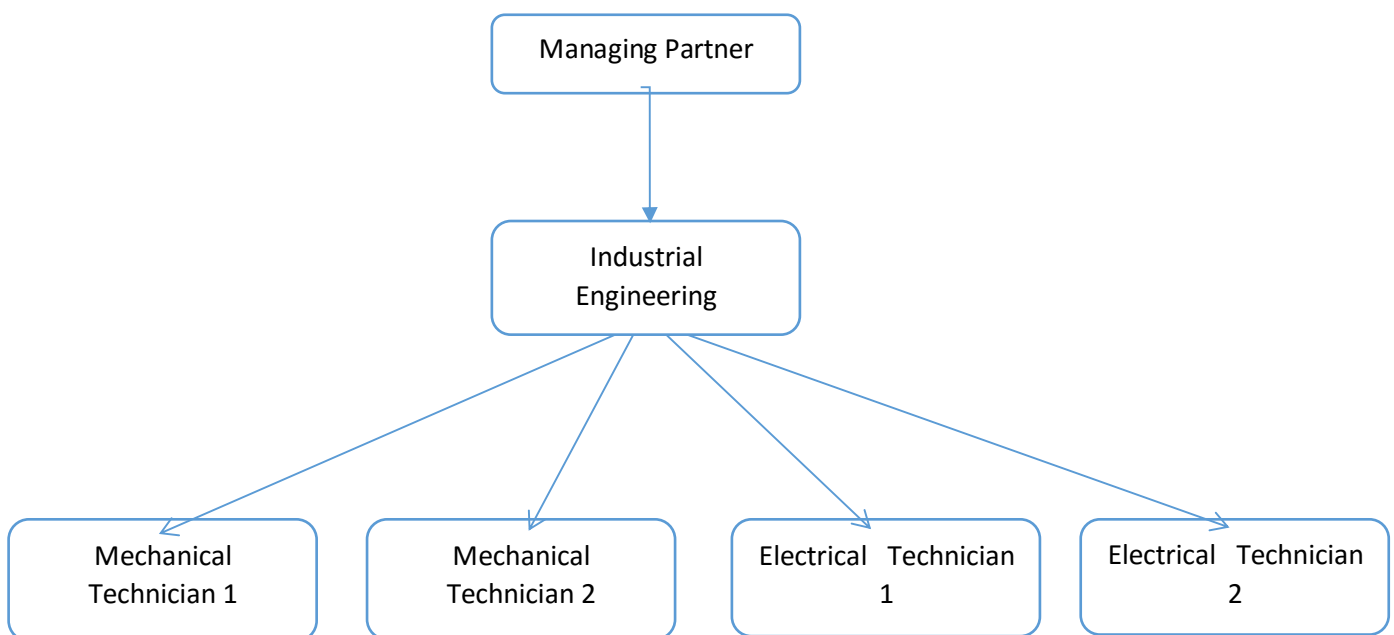 Managing Partner
Industrial
Engineering
Mechanical
Technician 1
Mechanical
Technician 2
Electrical Technician
1
Electrical Technician
2